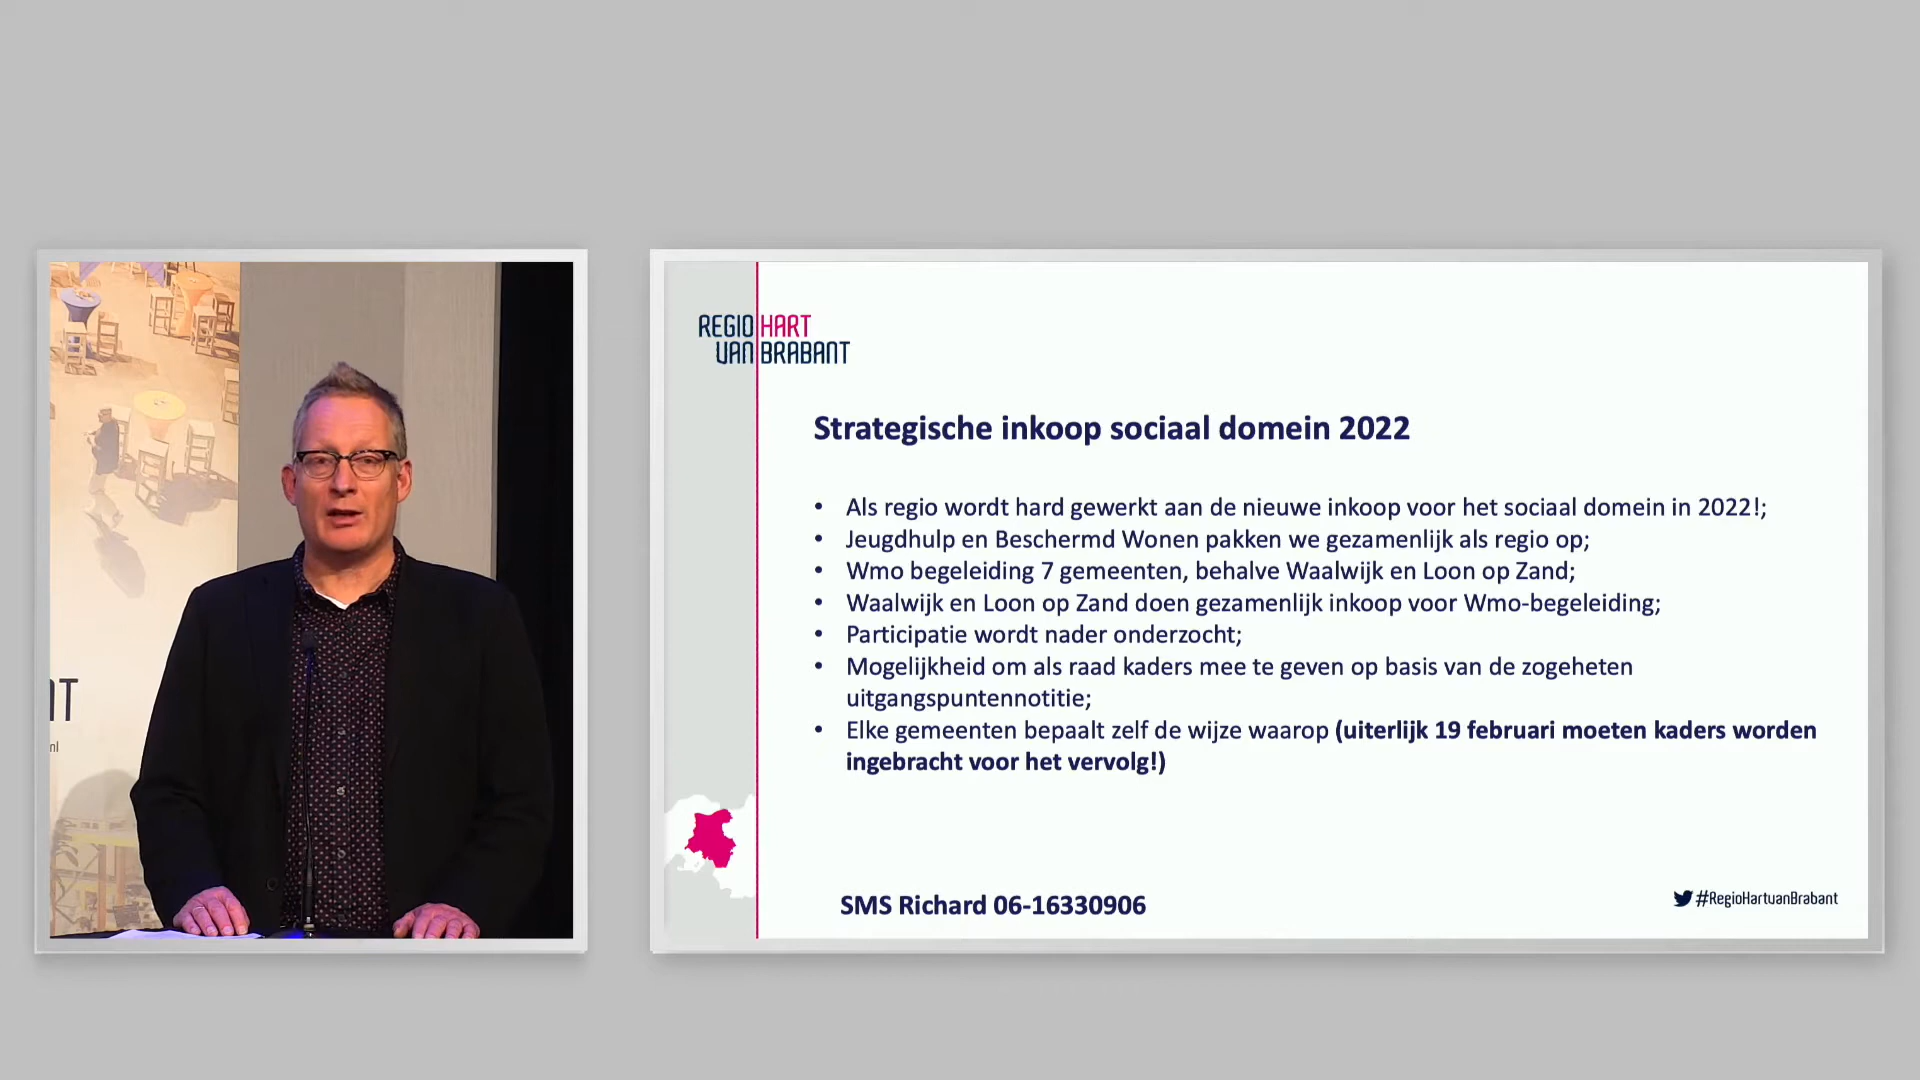 REGIO HART
VAN BRABANT
Strategische inkoop sociaal domein 2022
• Als regio wordt hard gewerkt aan de nieuwe inkoop voor het sociaal domein in 2022!;
• Jeugdhulp en Beschermd Wonen pakken we gezamenlijk als regio op;
• Wmo begeleiding 7 gemeenten, behalve Waalwijk en Loon op Zand;
• Waalwijk en Loon op Zand doen gezamenlijk inkoop voor Wmo-begeleiding;
• Participatie wordt nader onderzocht;
• Mogelijkheid om als raad kaders mee te geven op basis van de zogeheten
uitgangspuntennotitie;
• Elke gemeenten bepaalt zelf de wijze waarop (uiterlijk 19 februari moeten kaders worden
ingebracht voor het vervolg!)
SMS Richard 06-16330906
#RegioHartvanBrabant
NT
nl